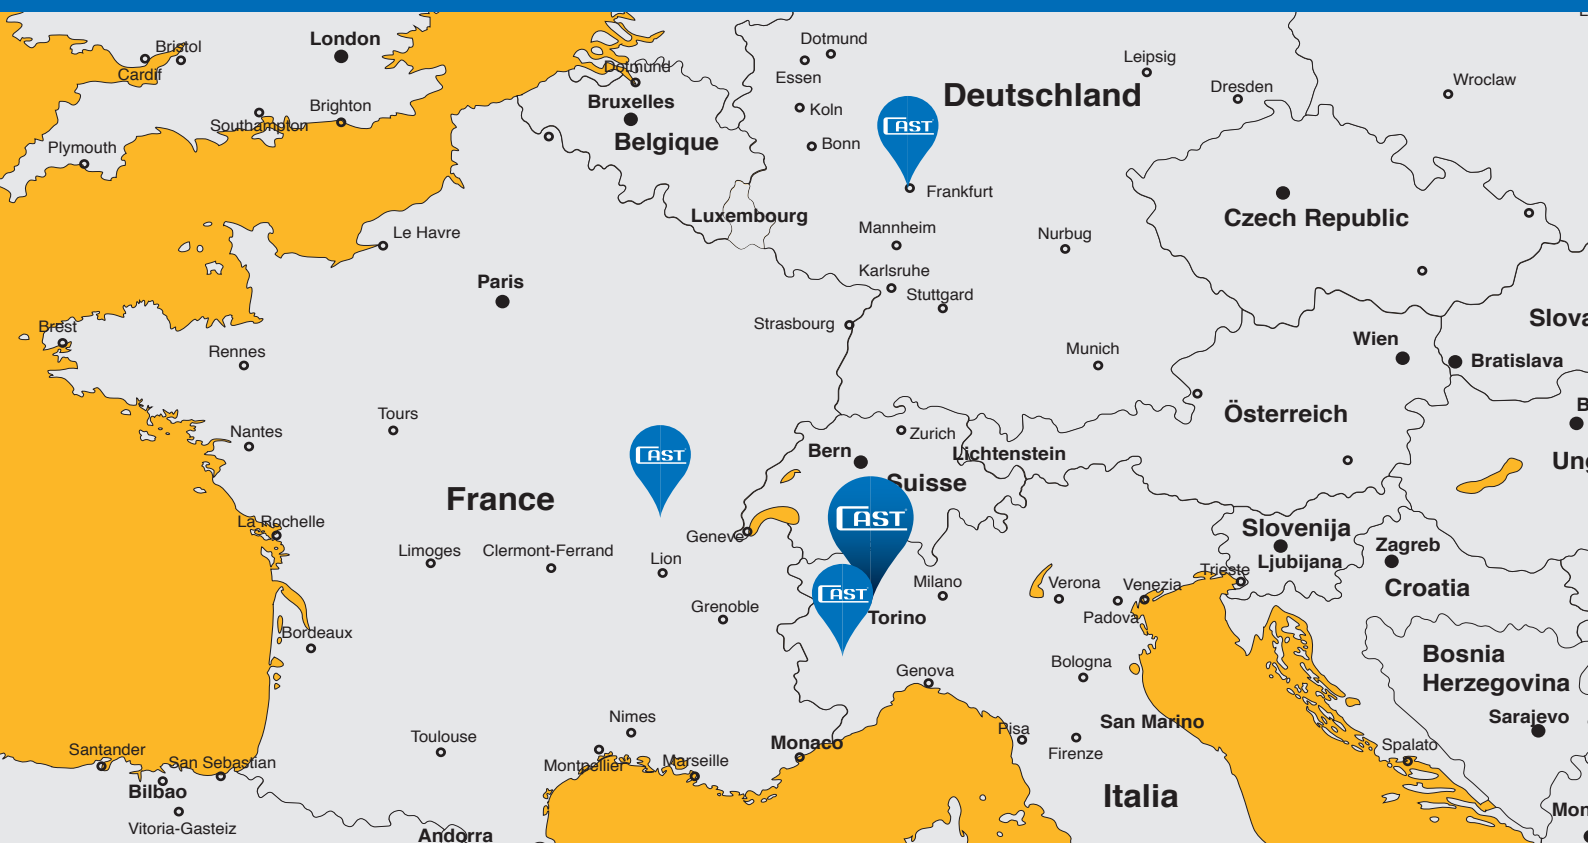 London
Bristol
Cardif
Dotmund
Essen
Leipsig
Deutschland
Dresden
Wroclaw
Dotmund
Bruxelles
Belgique
Brighton
Southampton
Plymouth
Koln
Bonn
CAST
Frankfurt
Luxembourg
Czech Republic
Le Havre
Mannheim
Nurbug
Karlsruhe
Stuttgard
Paris
Strasbourg
Brest
Rennes
Munich
Wien
Slova
Bratislava
Tours
Nantes
Österreich
B
Ung
Zurich
Bern
Lichtenstein
CAST
Suisse
France
CAST
La Rochelle
Geneve
Slovenija
Ljubijana
Zagreb
Croatia
Limoges
Clermont-Ferrand
Lion
Milano
Verona
Venezia
Trieste
CAST
Torino
Padova
Grenoble
Bordeaux
Genova
Bologna
Bosnia
Herzegovina
Sarajevo
Nimes
Toulouse
Monaco
Pisa
San Marino
Firenze
Spalato
Santander
San Sebastian
Montpellier
Marseille
Bilbao
Italia
Vitoria-Gasteiz
Andorra
Mon